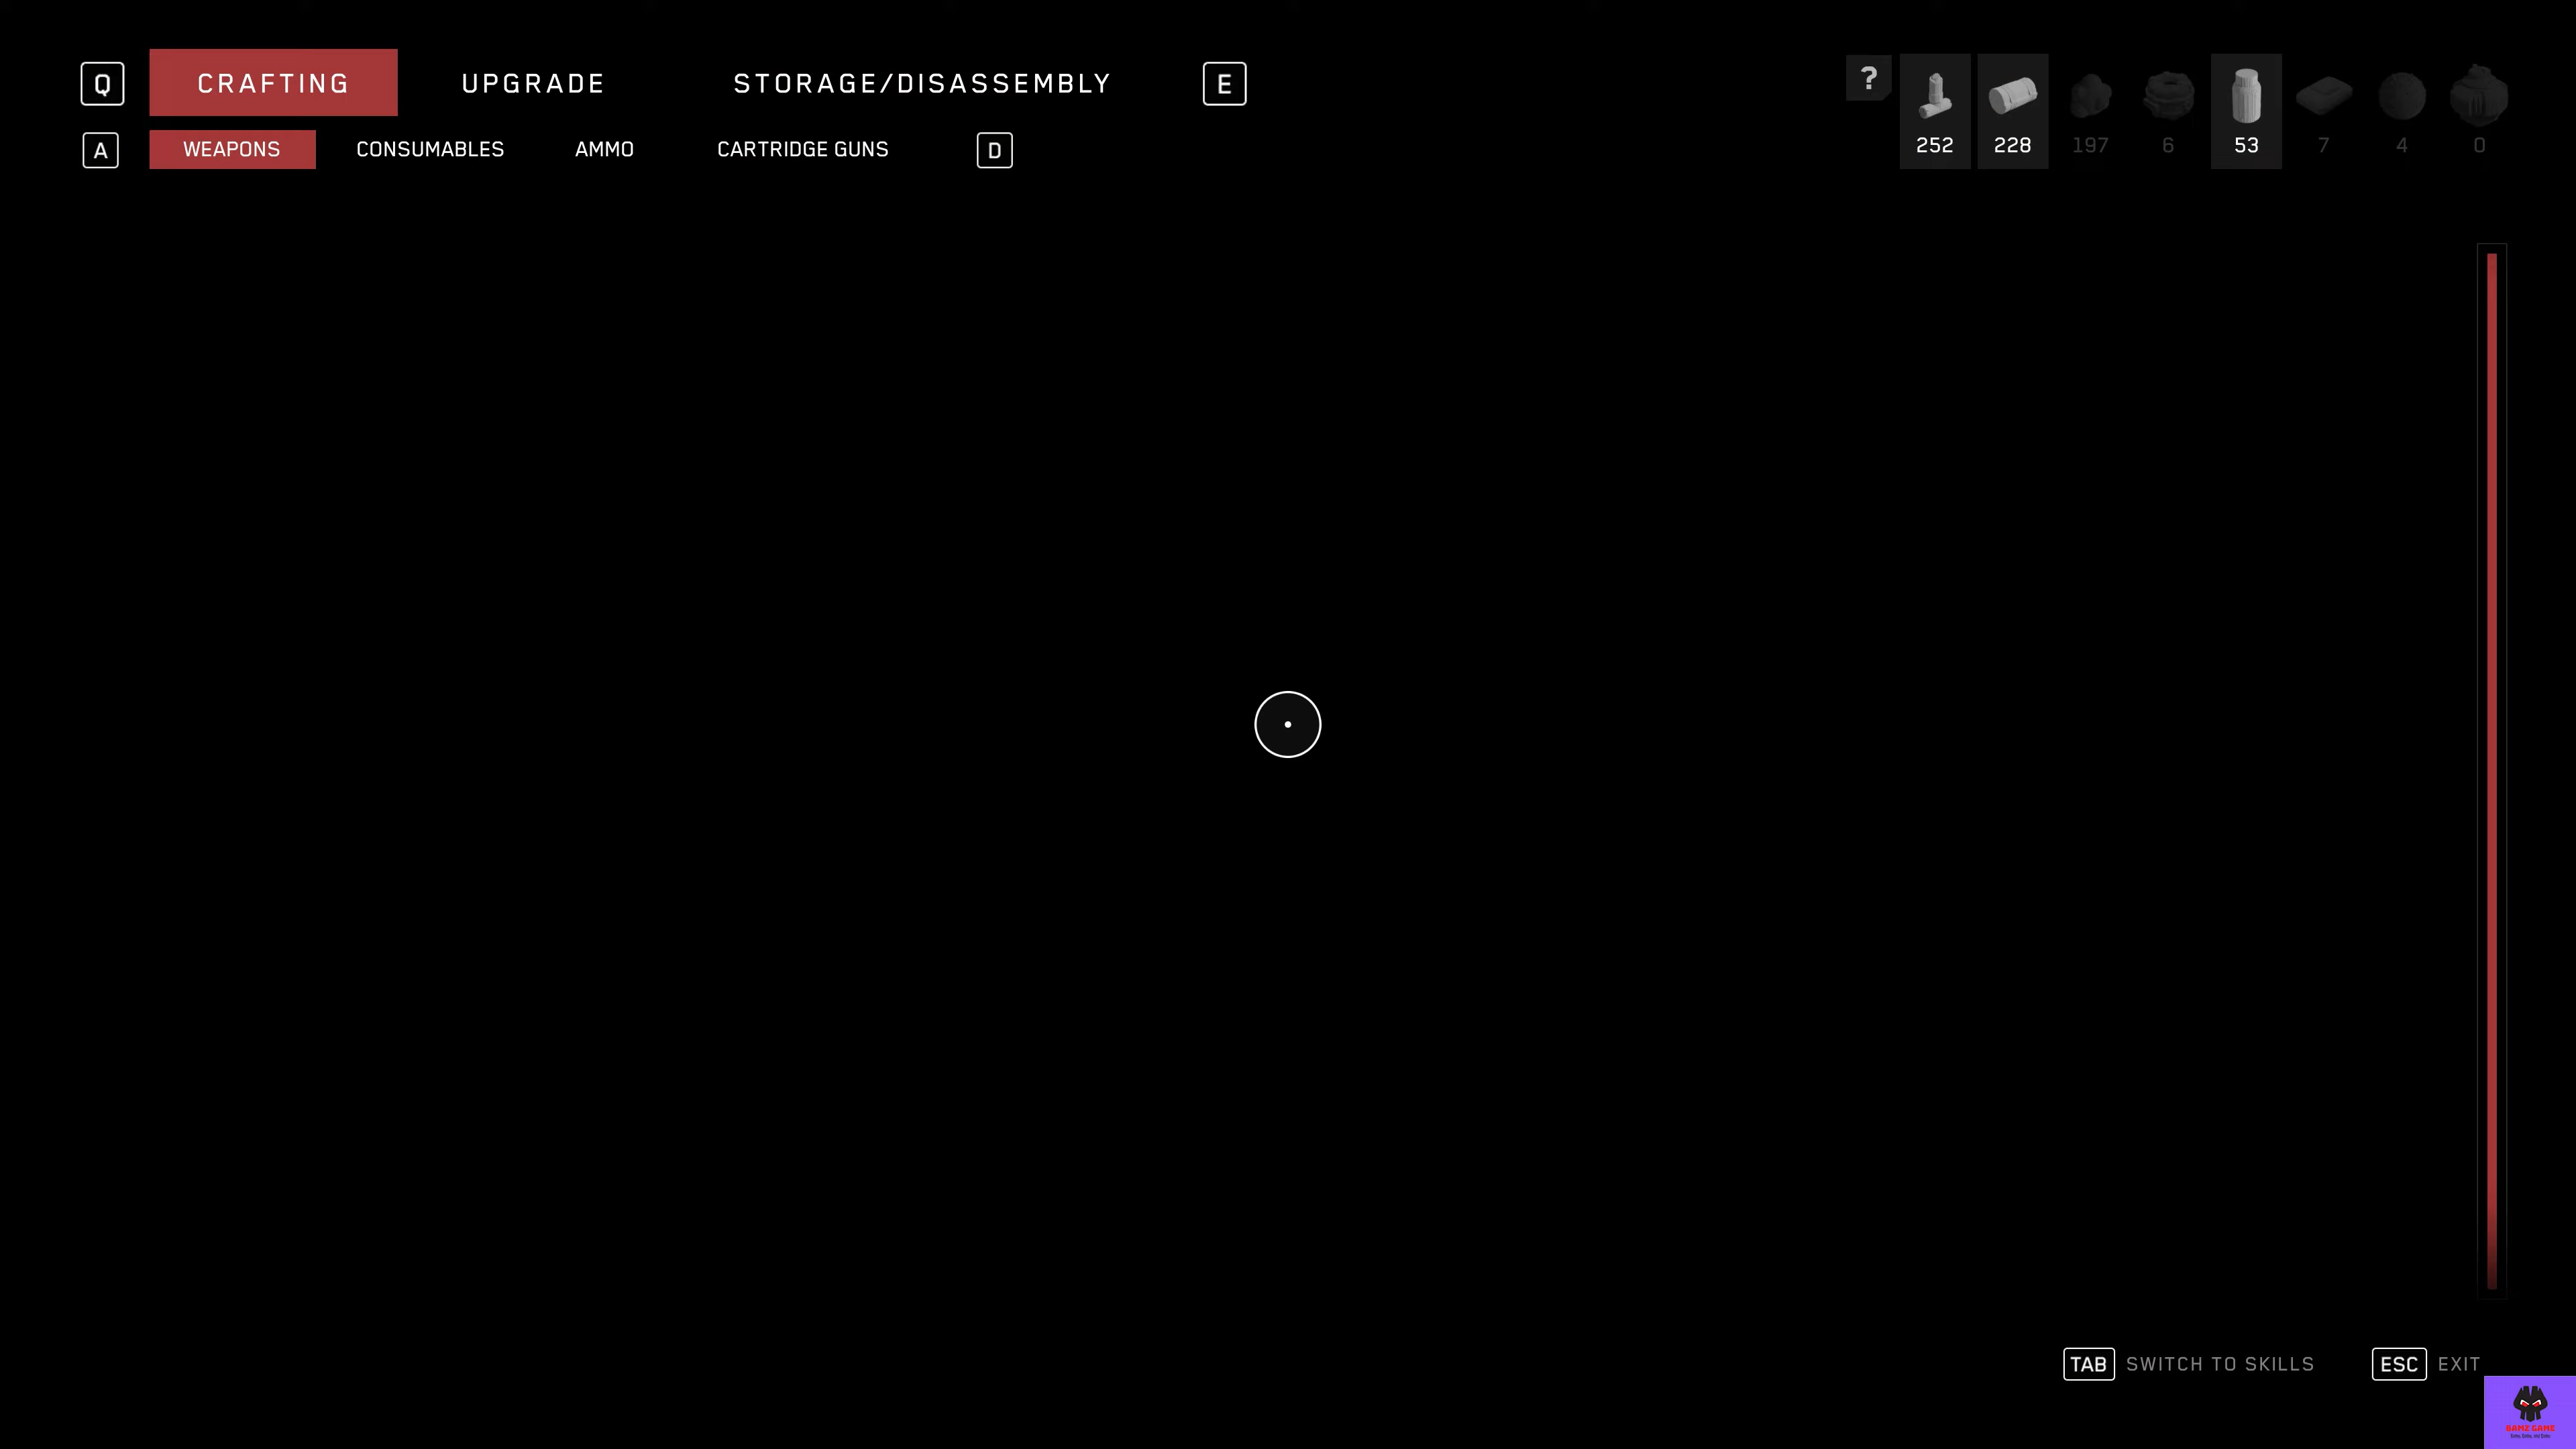 Q CRAFTING UPGRADE STORAGE/DISASSEMBLY E
A WEAPONS CONSUMABLES AMMO CARTRIDGE GUNS D
?
252 228 197 6 53 7 4 0
TAB SWITCH TO SKILLS ESC EXIT